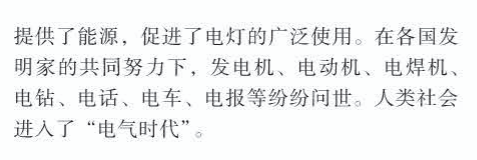 提供了能源，促进了电灯的广泛使用。在各国发
明家的共同努力下，发电机、电动机、电焊机、
电钻、电话、电车、电报等纷纷问世。人类社会
进入了“电气时代”。